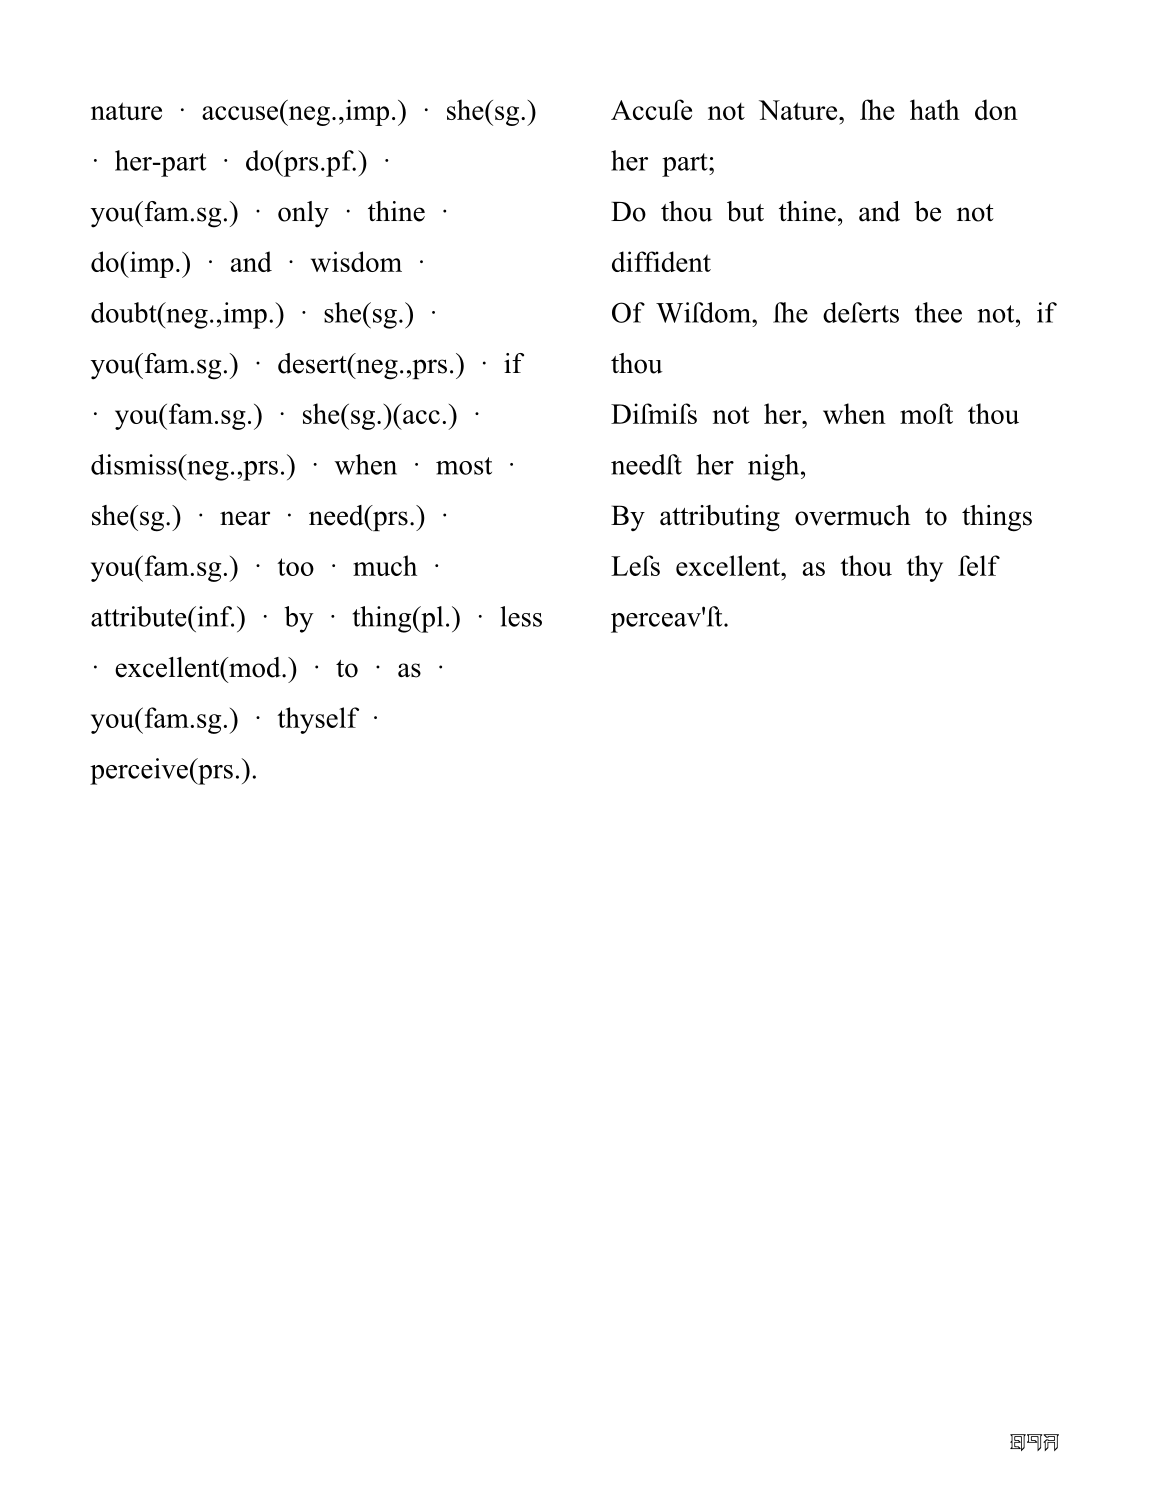 nature · accuse(neg.,imp.) · she(sg.)
· her-part · do(prs.pf.) ·
you(fam.sg.) · only · thine ·
do(imp.) · and · wisdom ·
doubt(neg.,imp.) · she(sg.) ·
you(fam.sg.) · desert(neg.,prs.) · if
· you(fam.sg.) · she(sg.)(acc.) ·
dismiss(neg.,prs.) · when · most ·
she(sg.) · near · need(prs.) ·
you(fam.sg.) · too · much ·
attribute(inf.) · by · thing(pl.) · less
· excellent(mod.) · to · as ·
you(fam.sg.) · thyself ·
perceive(prs.).
Accuſe not Nature, ſhe hath don
her part;
Do thou but thine, and be not
diffident
Of Wiſdom, ſhe deſerts thee not, if
thou
Diſmiſs not her, when moſt thou
needſt her nigh,
By attributing overmuch to things
Leſs excellent, as thou thy ſelf
perceav'ſt.